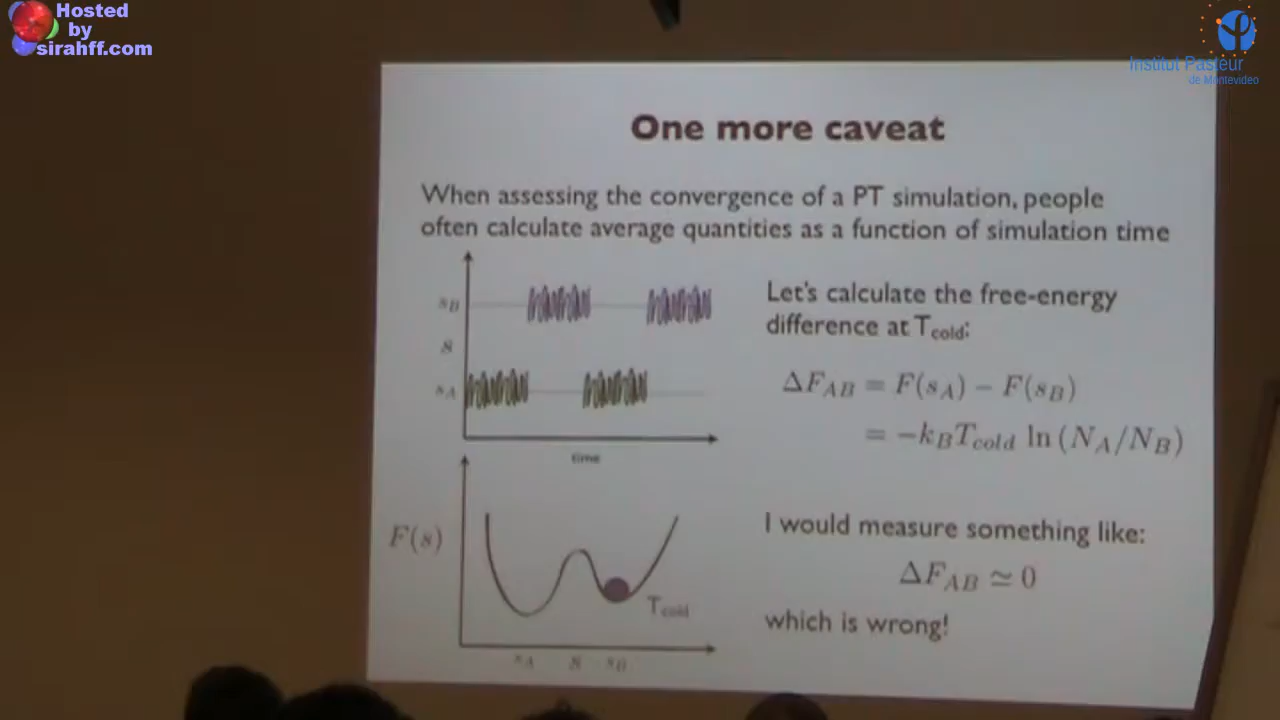 Hosted
by
sirahff.com
Institut Pasteur
de Montevideo
One more caveat
When assessing the convergence of a PT simulation, people
often calculate average quantities as a function of simulation time
s_B
s
s_A
time
Let's calculate the free-energy
difference at T_cold:
ΔF_AB = F(s_A) − F(s_B)
= −k_B T_cold ln (N_A/N_B)
F(s)
T_cold
s_A s s_B
I would measure something like:
ΔF_AB ≃ 0
which is wrong!